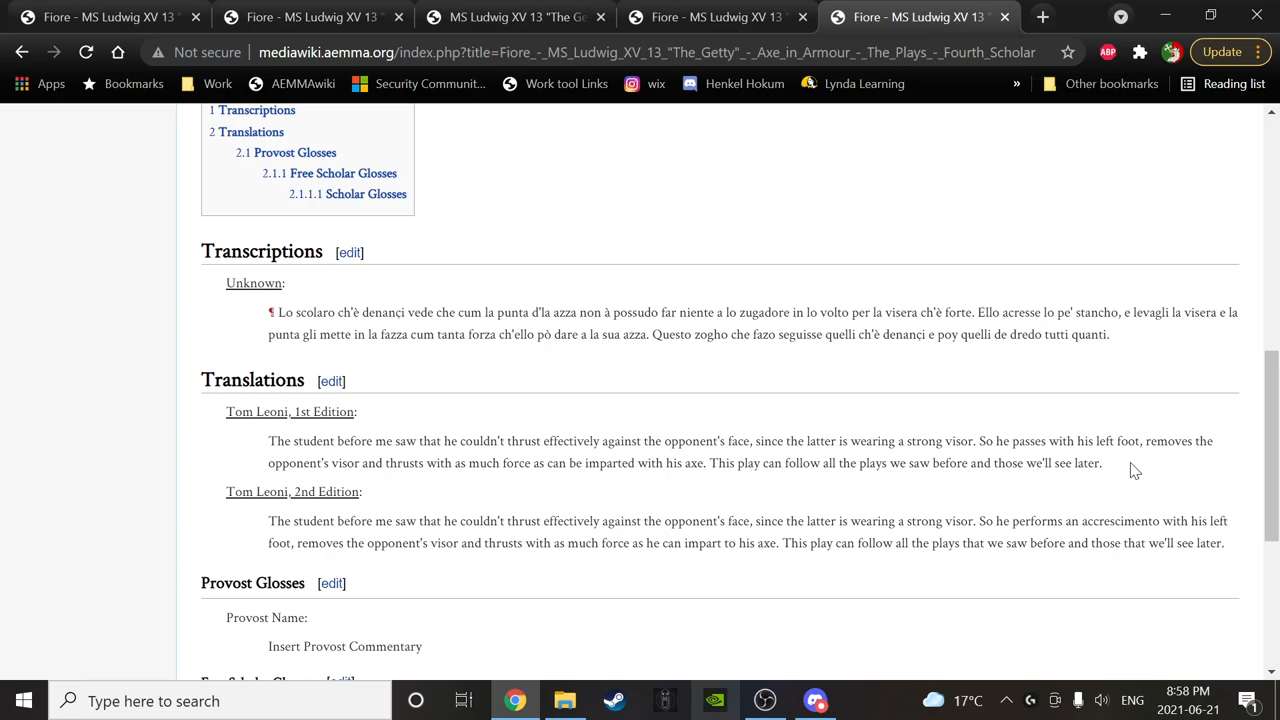 Fiore - MS Ludwig XV 13 "
Fiore - MS Ludwig XV 13 "
MS Ludwig XV 13 "The Ge
Fiore - MS Ludwig XV 13 "
Fiore - MS Ludwig XV 13 "
Not secure | mediawiki.aemma.org/index.php?title=Fiore_-_MS_Ludwig_XV_13_"The_Getty"_-_Axe_in_Armour_-_The_Plays_-_Fourth_Scholar
ABP
Update
Apps
Bookmarks
Work
AEMMAwiki
Security Communit...
Work tool Links
wix
Henkel Hokum
Lynda Learning
»
Other bookmarks
Reading list
1 Transcriptions
2 Translations
2.1 Provost Glosses
2.1.1 Free Scholar Glosses
2.1.1.1 Scholar Glosses
Transcriptions [edit]
Unknown:
¶ Lo scolaro ch'è denançi vede che cum la punta d'la azza non à possudo far niente a lo zugadore in lo volto per la visera ch'è forte. Ello acresse lo pe' stancho, e levagli la visera e la
punta gli mette in la fazza cum tanta forza ch'ello pò dare a la sua azza. Questo zogho che fazo seguisse quelli ch'è denançi e poy quelli de dredo tutti quanti.
Translations [edit]
Tom Leoni, 1st Edition:
The student before me saw that he couldn't thrust effectively against the opponent's face, since the latter is wearing a strong visor. So he passes with his left foot, removes the
opponent's visor and thrusts with as much force as can be imparted with his axe. This play can follow all the plays we saw before and those we'll see later.
Tom Leoni, 2nd Edition:
The student before me saw that he couldn't thrust effectively against the opponent's face, since the latter is wearing a strong visor. So he performs an accrescimento with his left
foot, removes the opponent's visor and thrusts with as much force as he can impart to his axe. This play can follow all the plays that we saw before and those that we'll see later.
Provost Glosses [edit]
Provost Name:
Insert Provost Commentary
Type here to search
17°C
ENG
8:58 PM
2021-06-21
1